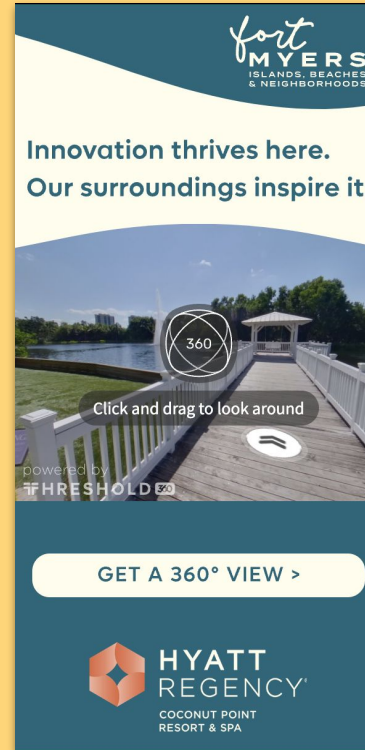 fort
MYERS
ISLANDS, BEACHES
& NEIGHBORHOODS
Innovation thrives here.
Our surroundings inspire it
360
Click and drag to look around
powered by
THRESHOLD 360
GET A 360° VIEW >
HYATT
REGENCY
COCONUT POINT
RESORT & SPA